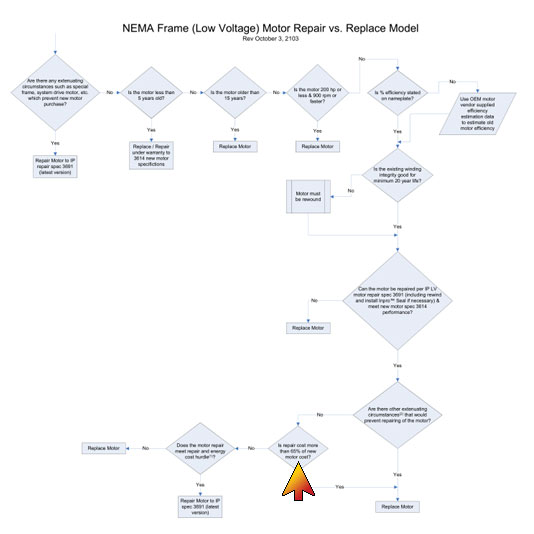 NEMA Frame (Low Voltage) Motor Repair vs. Replace Model
Rev October 3, 2103
Are there any extenuating
circumstances such as special
frame, system drive motor, etc.
which prevent new motor
purchase?
No
Is the motor less than
5 years old?
No
Is the motor older than
15 years?
No
Is the motor 200 hp or
less & 900 rpm or
faster?
No
Is % efficiency stated
on nameplate?
No
Use OEM motor
vendor supplied
efficiency
estimation data
to estimate old
motor efficiency
Yes
Repair Motor to IP
repair spec 3691
(latest version)
Yes
Replace / Repair
under warranty to
3614 new motor
specifictions
Yes
Replace Motor
Yes
Replace Motor
Yes
Is the existing winding
integrity good for
minimum 20 year life?
No
Motor must
be rewound
Yes
Can the motor be repaired per IP LV
motor repair spec 3691 (including rewind
and install Inpro™ Seal if necessary) &
meet new motor spec 3614
performance?
No
Replace Motor
Yes
Are there other extenuating
that would
prevent repairing of the motor?
No
Is repair cost more
than 65% of new
motor cost?
No
Does the motor repair
meet repair and energy
cost
No
Replace Motor
Yes
Repair Motor to IP
spec 3691 (latest
version)
Yes
Yes
Replace Motor